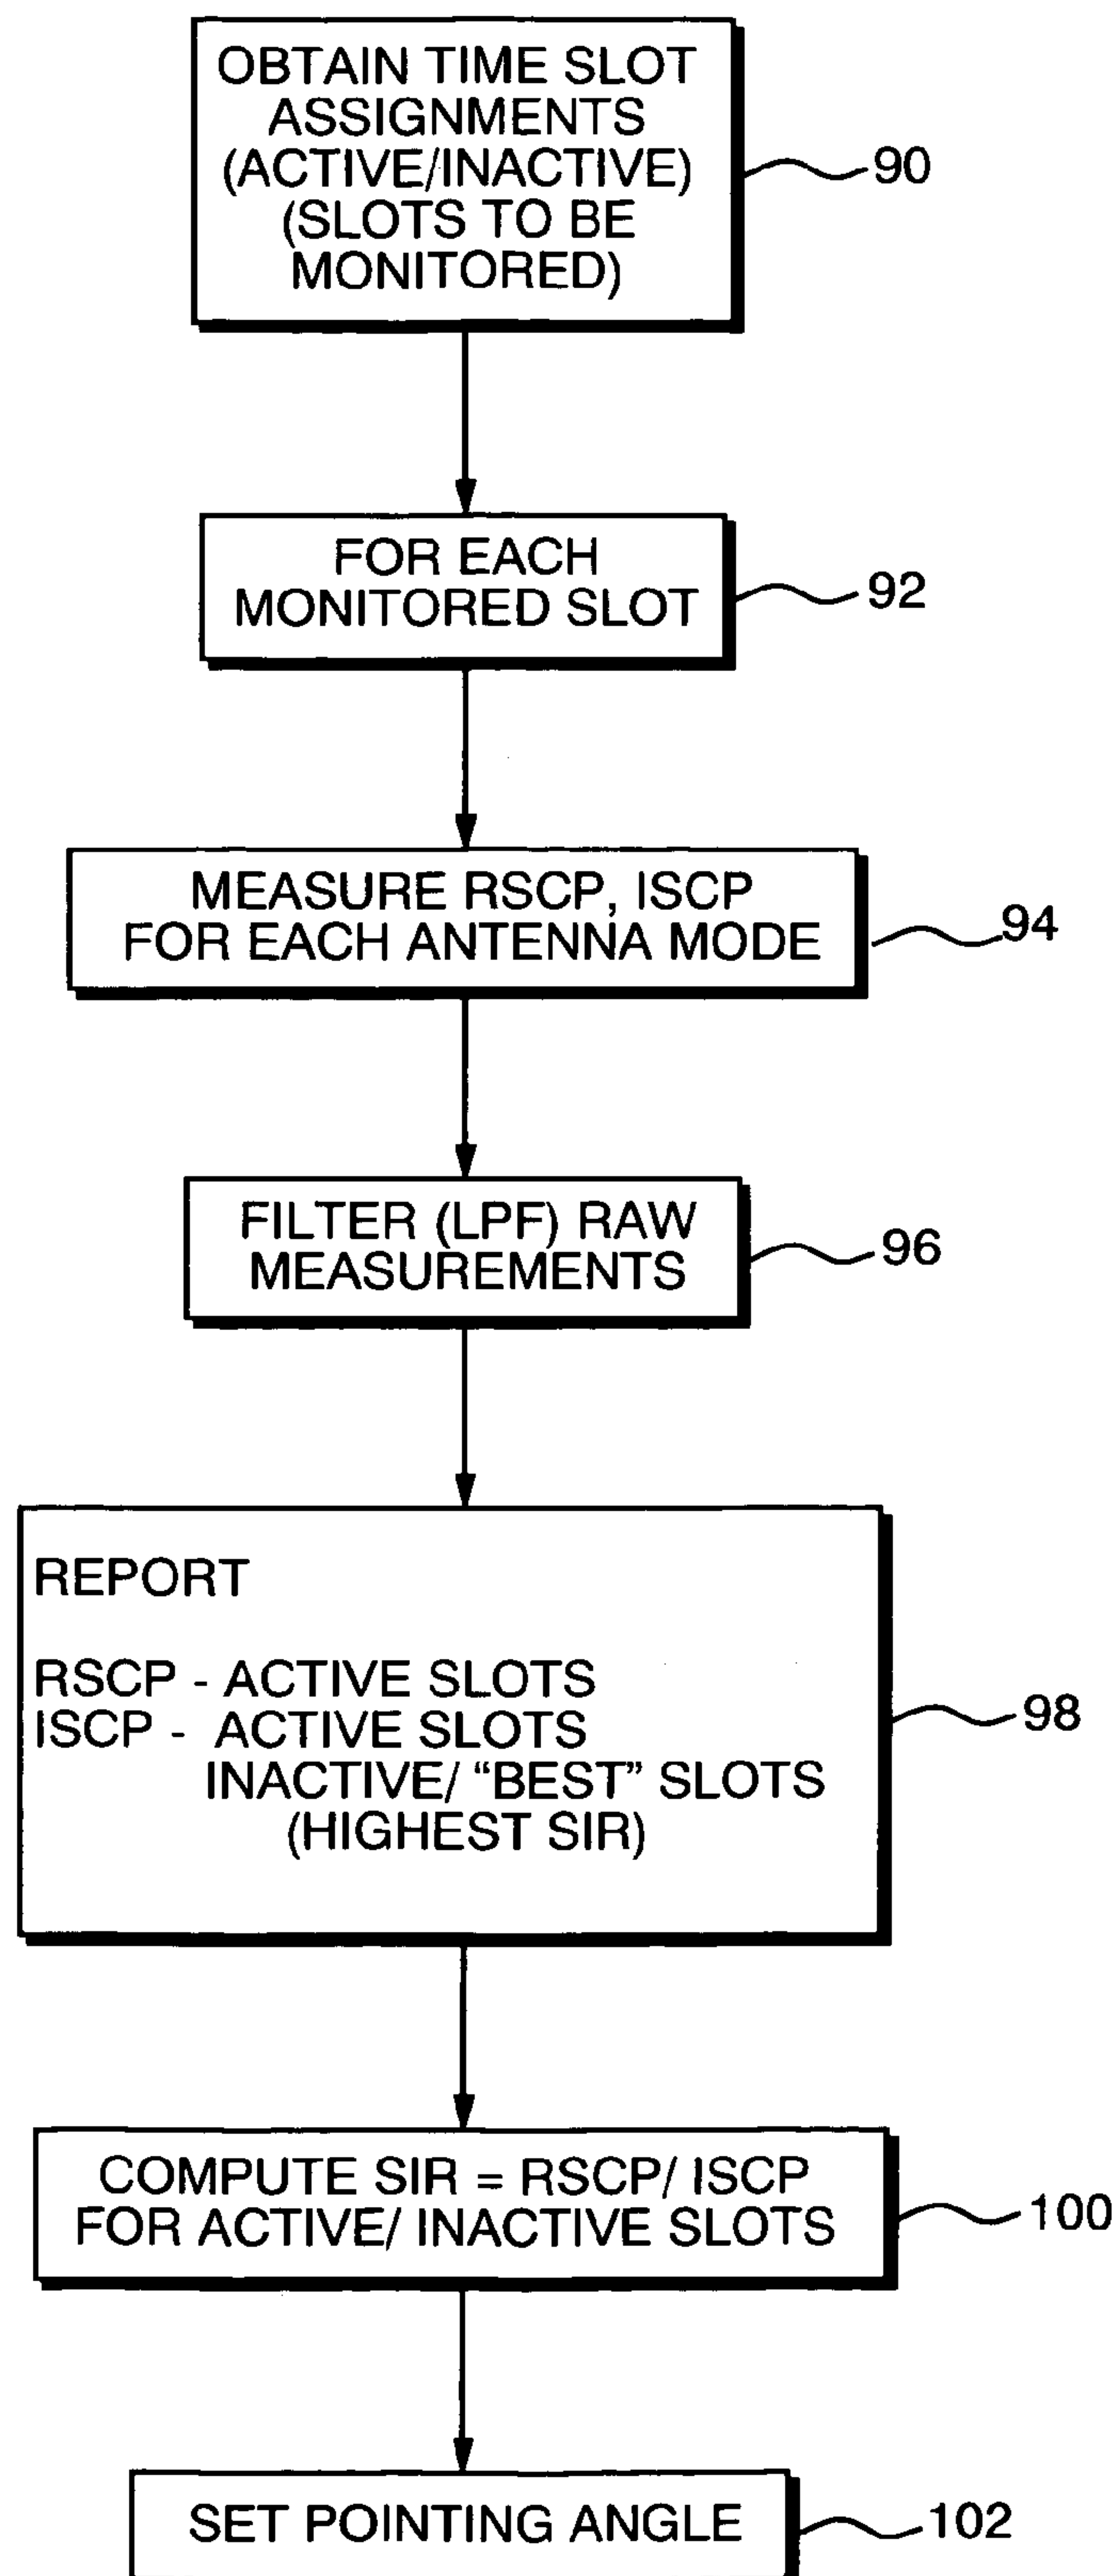 OBTAIN TIME SLOT
ASSIGNMENTS
(ACTIVE/INACTIVE)
(SLOTS TO BE
MONITORED)
90
FOR EACH
MONITORED SLOT
92
MEASURE RSCP, ISCP
FOR EACH ANTENNA MODE
94
FILTER (LPF) RAW
MEASUREMENTS
96
REPORT
RSCP - ACTIVE SLOTS
ISCP - ACTIVE SLOTS
INACTIVE/ “BEST” SLOTS
(HIGHEST SIR)
98
COMPUTE SIR = RSCP/ ISCP
FOR ACTIVE/ INACTIVE SLOTS
100
SET POINTING ANGLE
102